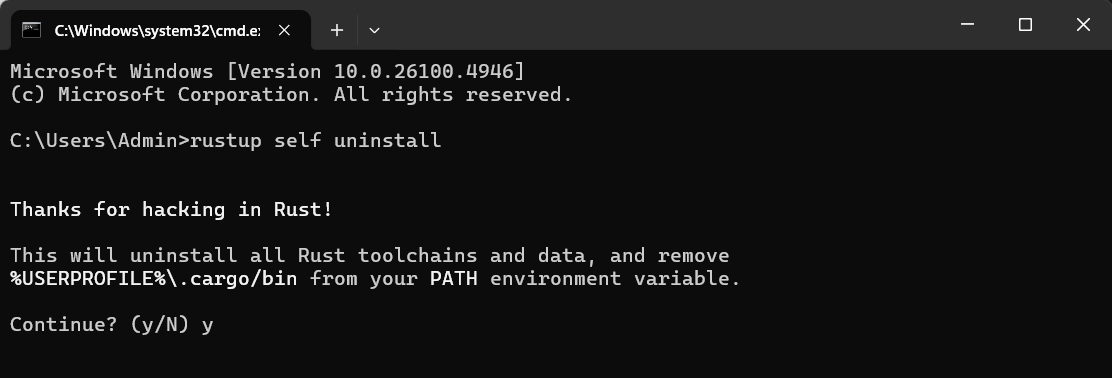 C:\Windows\system32\cmd.e
Microsoft Windows [Version 10.0.26100.4946]
(c) Microsoft Corporation. All rights reserved.
C:\Users\Admin>rustup self uninstall
Thanks for hacking in Rust!
This will uninstall all Rust toolchains and data, and remove
%USERPROFILE%\.cargo/bin from your PATH environment variable.
Continue? (y/N) y